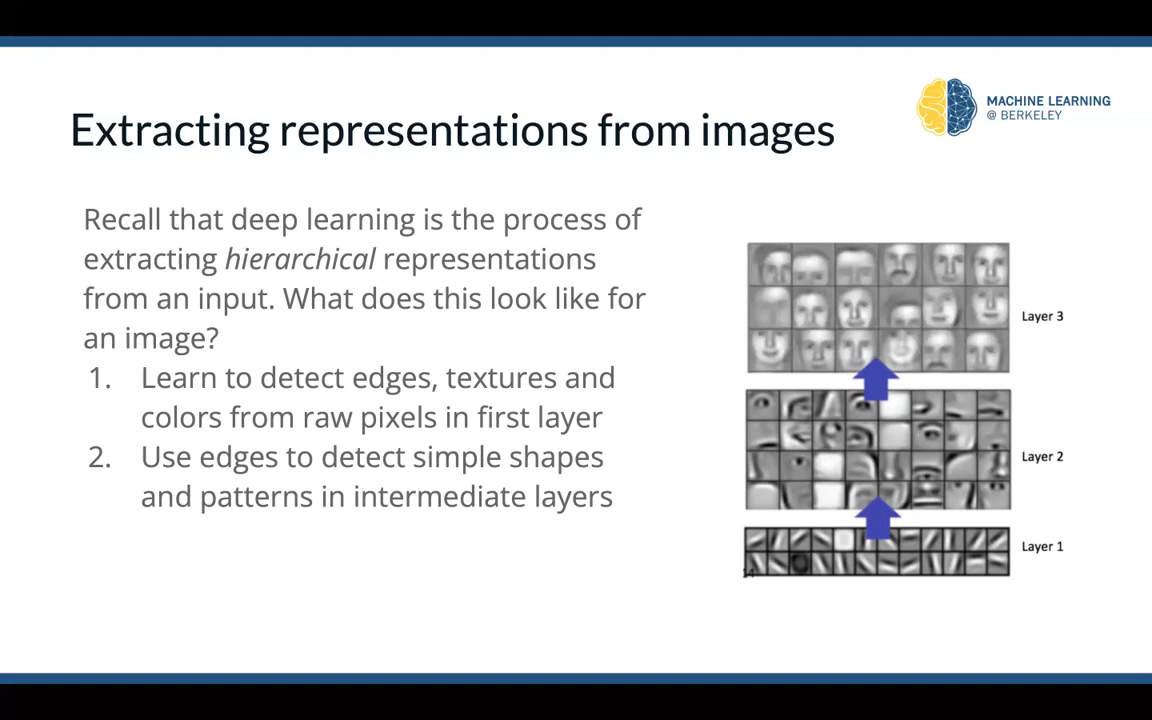 MACHINE LEARNING
@ BERKELEY
Extracting representations from images
Recall that deep learning is the process of
extracting hierarchical representations
from an input. What does this look like for
an image?
1. Learn to detect edges, textures and
colors from raw pixels in first layer
2. Use edges to detect simple shapes
and patterns in intermediate layers
Layer 3
Layer 2
Layer 1
14